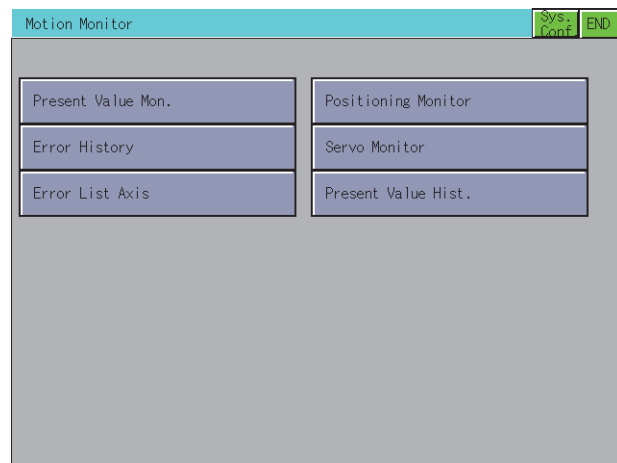 Motion Monitor
Sys. Conf.
END
Present Value Mon.
Positioning Monitor
Error History
Servo Monitor
Error List Axis
Present Value Hist.